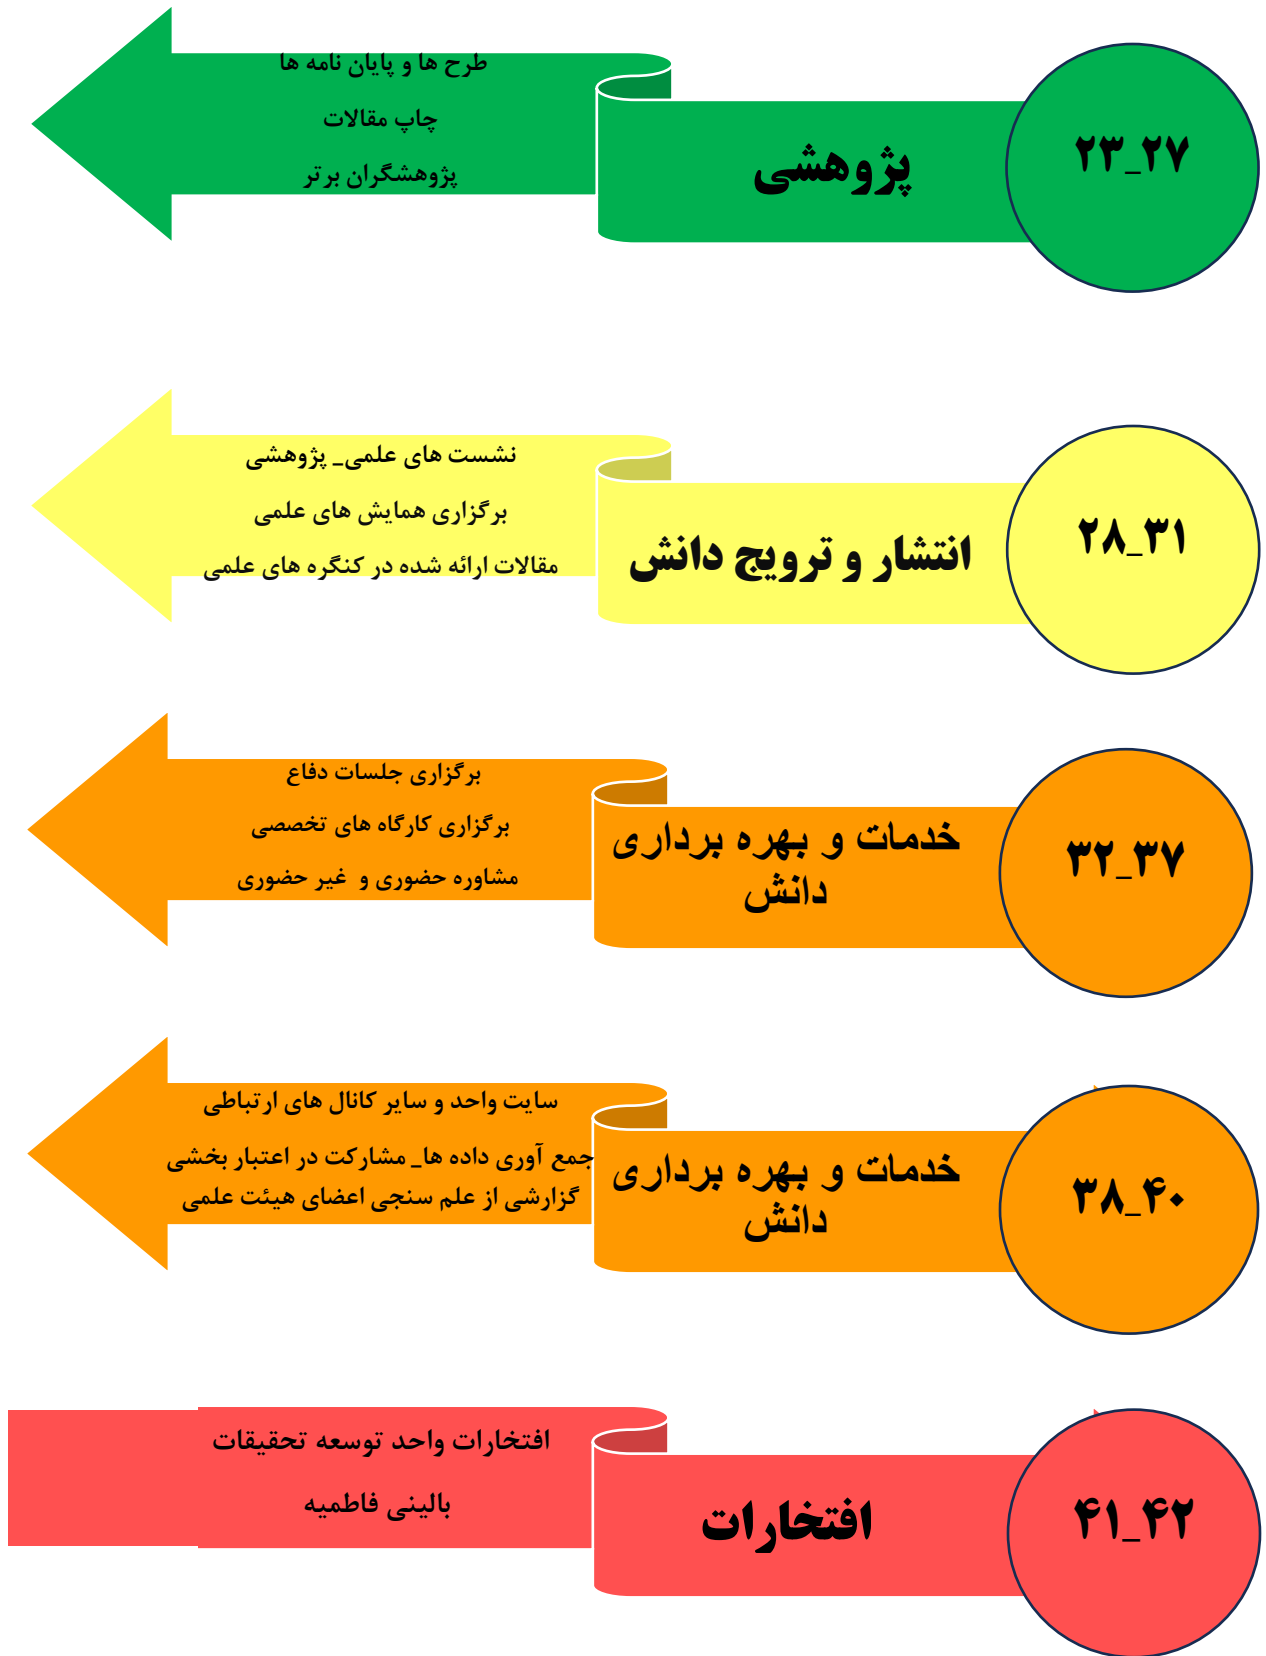 ۲۳_۲۷
پژوهشی
طرح ها و پایان نامه ها
چاپ مقالات
پژوهشگران برتر
۲۸_۳۱
انتشار و ترویج دانش
نشست های علمی_ پژوهشی
برگزاری همایش های علمی
مقالات ارائه شده در کنگره های علمی
۳۲_۳۷
خدمات و بهره برداری
دانش
برگزاری جلسات دفاع
برگزاری کارگاه های تخصصی
مشاوره حضوری و غیر حضوری
۳۸_۴۰
خدمات و بهره برداری
دانش
سایت واحد و سایر کانال های ارتباطی
جمع آوری داده ها_ مشارکت در اعتبار بخشی
گزارشی از علم سنجی اعضای هیئت علمی
۴۱_۴۲
افتخارات
افتخارات واحد توسعه تحقیقات
بالینی فاطمیه